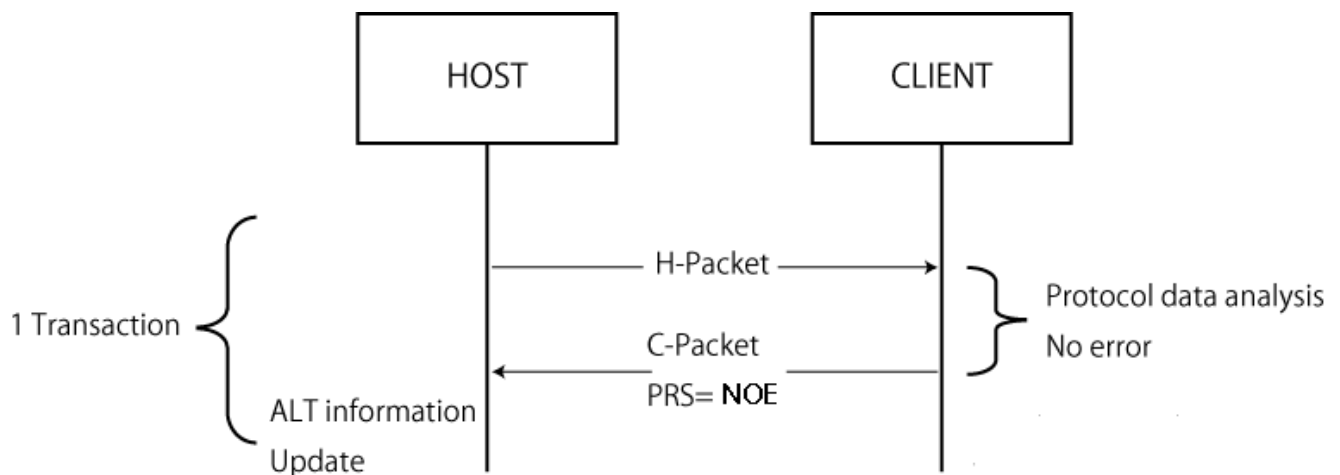 HOST
CLIENT
H-Packet
1 Transaction
Protocol data analysis
No error
C-Packet
PRS= NOE
ALT information
Update